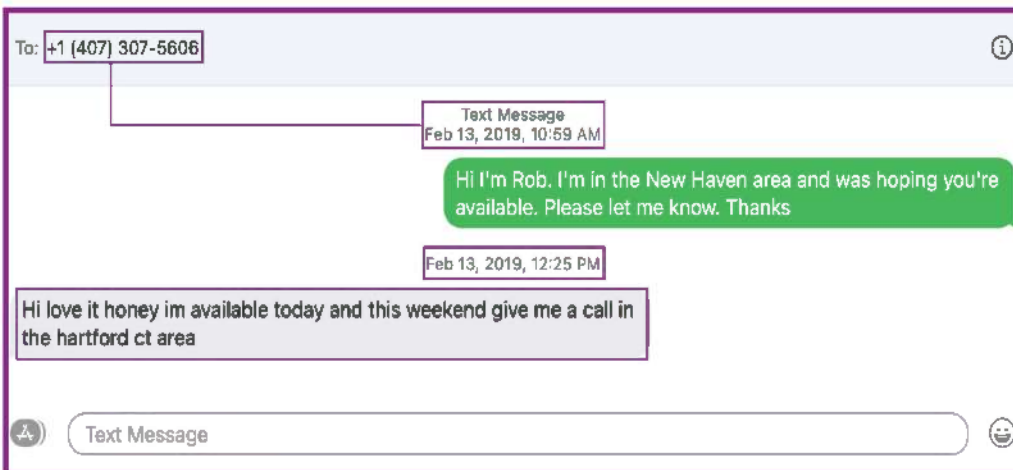 To: +1 (407) 307-5606
Text Message
Feb 13, 2019, 10:59 AM
Hi I'm Rob. I'm in the New Haven area and was hoping you're
available. Please let me know. Thanks
Feb 13, 2019, 12:25 PM
Hi love it honey im available today and this weekend give me a call in
the hartford ct area
Text Message